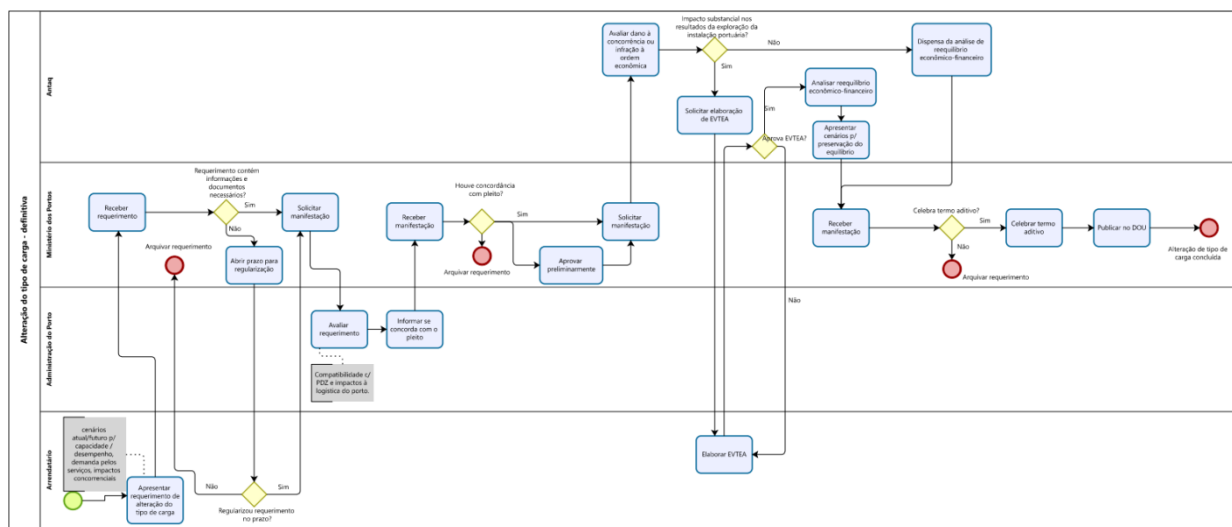 Alteração do tipo de carga - definitiva
Antaq
Avaliar dano à
concorrência ou
infração à
ordem
econômica
Impacto substancial nos
resultados da exploração da
instalação portuária?
Não
Sim
Dispensa da análise de
reequilíbrio
econômico-financeiro
Solicitar elaboração
de EVTEA
Analisar reequilíbrio
econômico-financeiro
Sim
Aprova EVTEA?
Apresentar
cenários p/
preservação do
equilíbrio
Não
Ministério dos Portos
Receber
requerimento
Requerimento contém
informações e
documentos
necessários?
Sim
Não
Solicitar
manifestação
Arquivar requerimento
Abrir prazo para
regularização
Receber
manifestação
Houve concordância
com pleito?
Sim
Não
Arquivar requerimento
Aprovar
preliminarmente
Solicitar
manifestação
Receber
manifestação
Celebra termo aditivo?
Sim
Não
Arquivar requerimento
Celebrar termo
aditivo
Publicar no DOU
Alteração de tipo de
carga concluída
Administração do Porto
Avaliar
requerimento
Informar se
concorda com o
pleito
Compatibilidade c/
PDZ e impactos à
logística do porto.
Arrendatário
cenários
atual/futuro p/
capacidade /
desempenho,
demanda pelos
serviços, impactos
concorrenciais
Apresentar
requerimento de
alteração do
tipo de carga
Não
Sim
Regularizou requerimento
no prazo?
Elaborar EVTEA